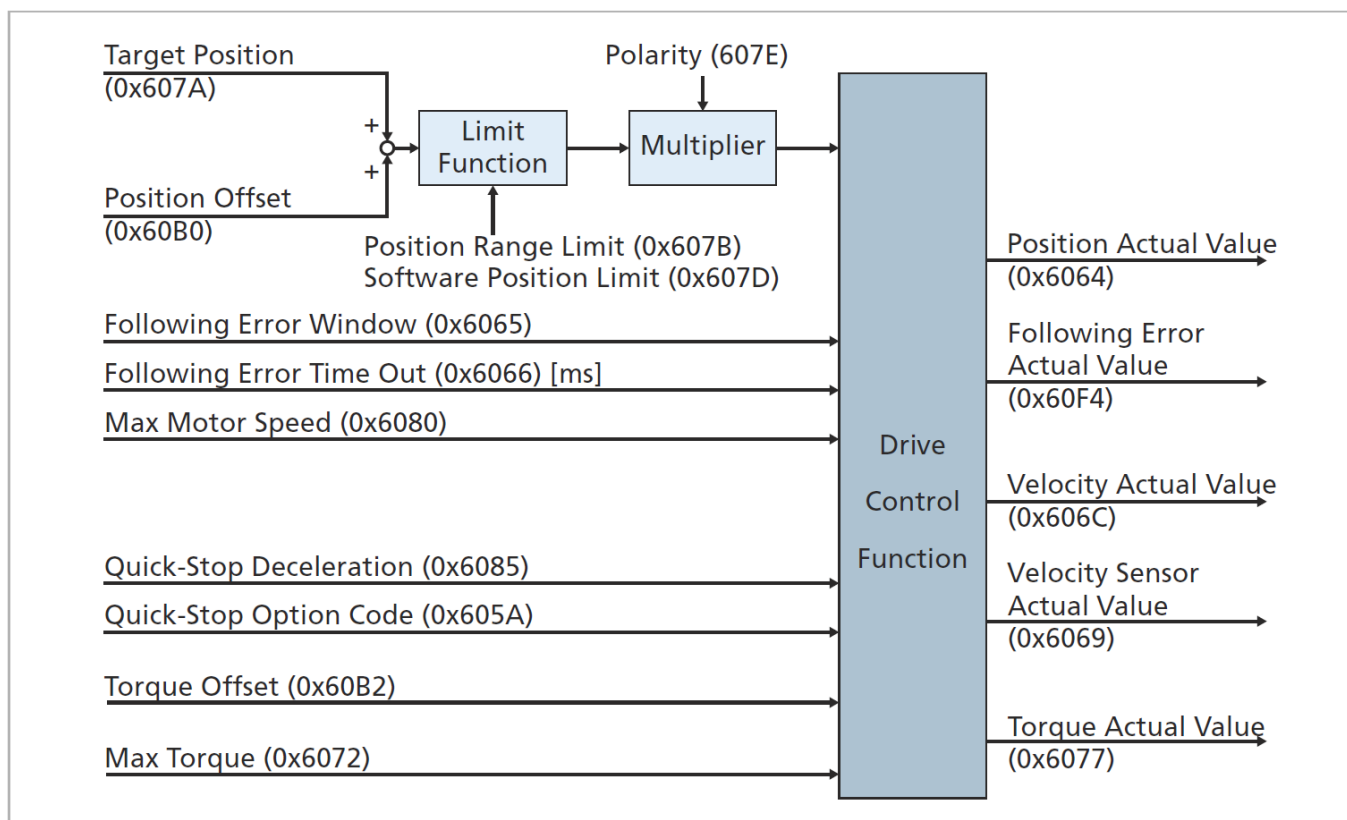 Target Position
(0x607A)
Polarity (607E)
+
Limit
Function
Multiplier
+
Position Offset
(0x60B0)
Position Range Limit (0x607B)
Software Position Limit (0x607D)
Following Error Window (0x6065)
Following Error Time Out (0x6066) [ms]
Max Motor Speed (0x6080)
Quick-Stop Deceleration (0x6085)
Quick-Stop Option Code (0x605A)
Torque Offset (0x60B2)
Max Torque (0x6072)
Drive
Control
Function
Position Actual Value
(0x6064)
Following Error
Actual Value
(0x60F4)
Velocity Actual Value
(0x606C)
Velocity Sensor
Actual Value
(0x6069)
Torque Actual Value
(0x6077)